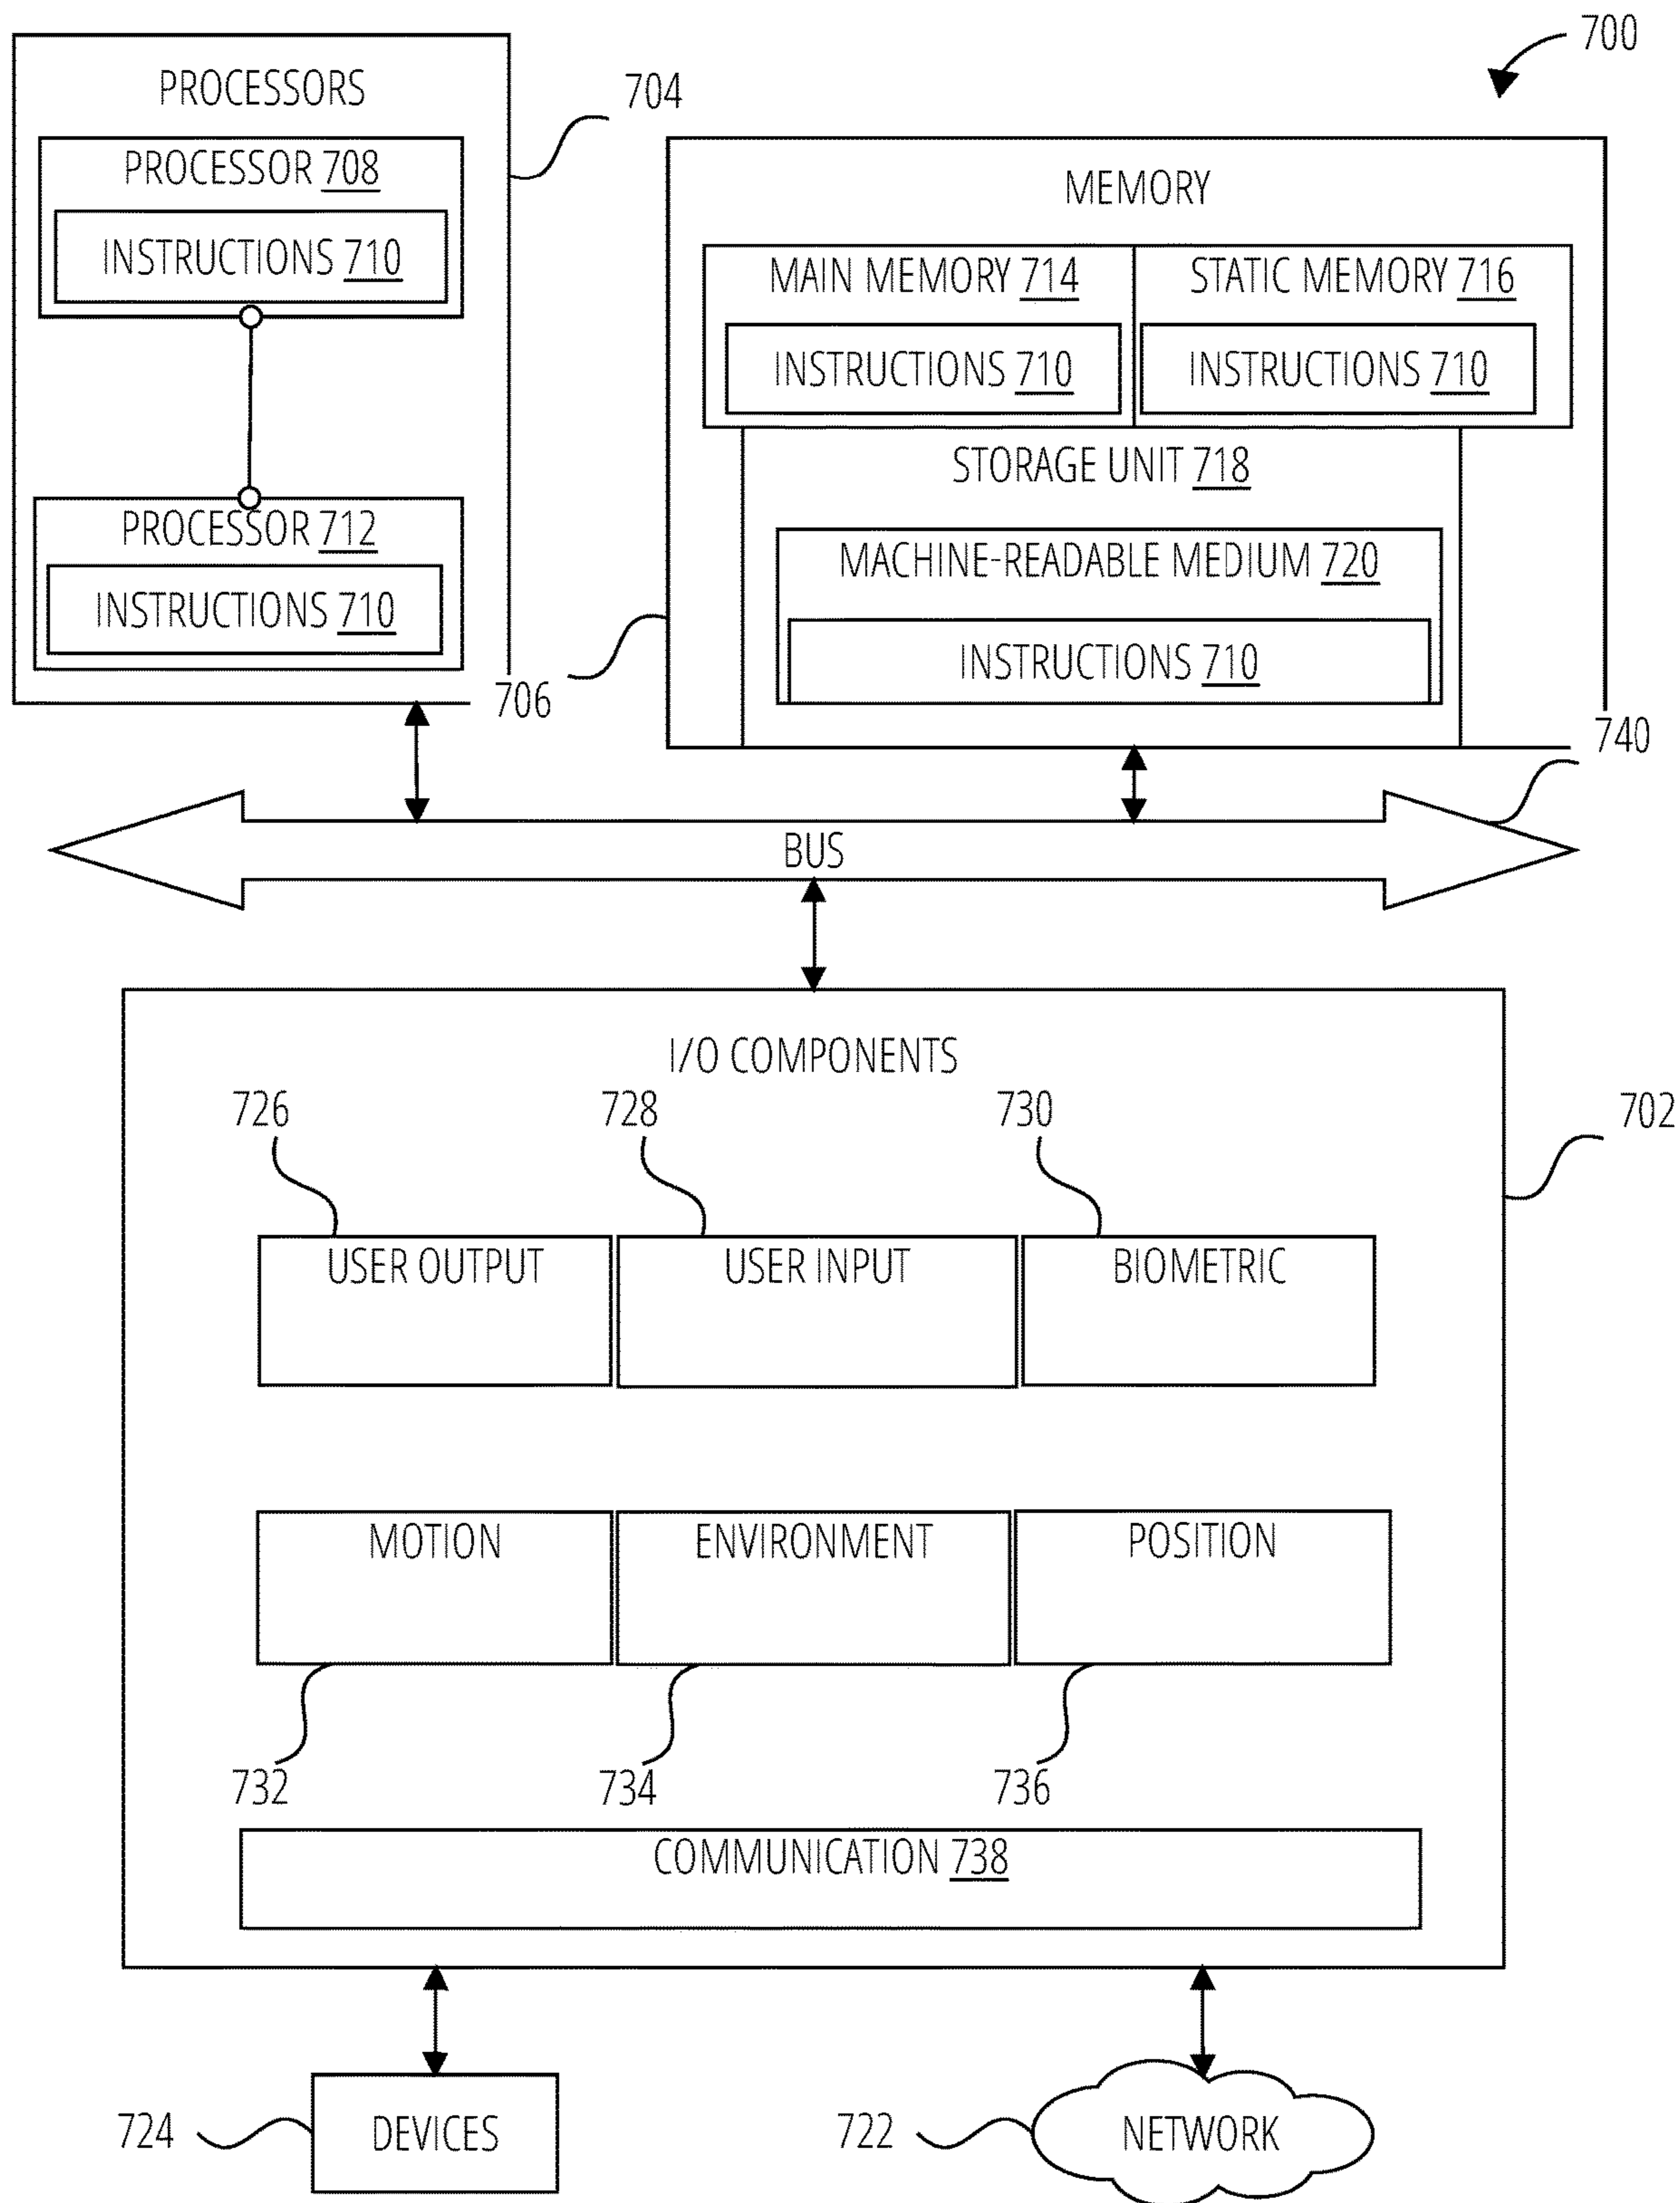 700
PROCESSORS
704
PROCESSOR 708
INSTRUCTIONS 710
PROCESSOR 712
INSTRUCTIONS 710
706
MEMORY
MAIN MEMORY 714
STATIC MEMORY 716
INSTRUCTIONS 710
INSTRUCTIONS 710
STORAGE UNIT 718
MACHINE-READABLE MEDIUM 720
INSTRUCTIONS 710
740
BUS
I/O COMPONENTS
702
726
728
730
USER OUTPUT
USER INPUT
BIOMETRIC
MOTION
ENVIRONMENT
POSITION
732
734
736
COMMUNICATION 738
724
DEVICES
722
NETWORK